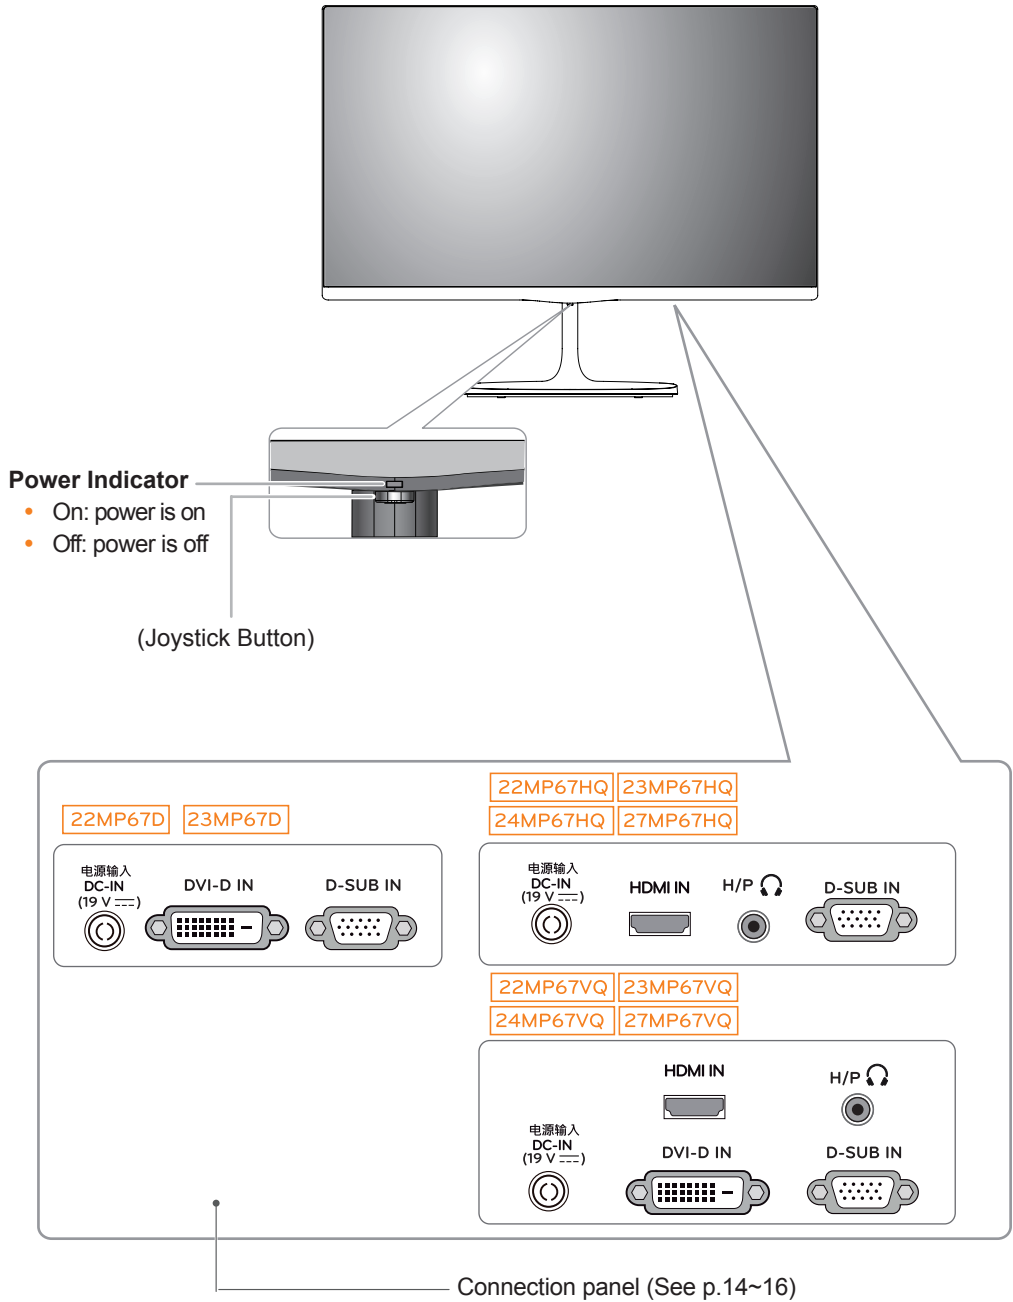 Power Indicator
• On: power is on
• Off: power is off
(Joystick Button)
22MP67D 23MP67D
电源输入
DC-IN
(19 V ⎓)
DVI-D IN
D-SUB IN
22MP67HQ 23MP67HQ
24MP67HQ 27MP67HQ
电源输入
DC-IN
(19 V ⎓)
HDMI IN
H/P
D-SUB IN
22MP67VQ 23MP67VQ
24MP67VQ 27MP67VQ
HDMI IN
H/P
电源输入
DC-IN
(19 V ⎓)
DVI-D IN
D-SUB IN
Connection panel (See p.14~16)